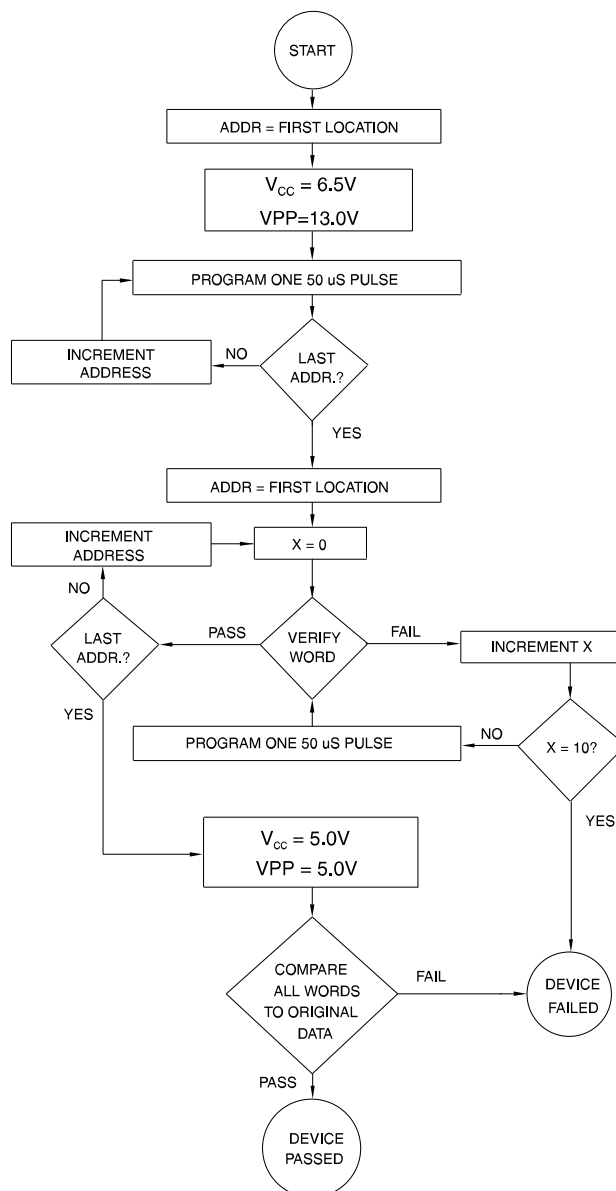 START
ADDR = FIRST LOCATION
VCC = 6.5V
VPP=13.0V
PROGRAM ONE 50 uS PULSE
INCREMENT
ADDRESS
NO
LAST
ADDR.?
YES
ADDR = FIRST LOCATION
INCREMENT
ADDRESS
X = 0
NO
LAST
ADDR.?
PASS
VERIFY
WORD
FAIL
INCREMENT X
YES
PROGRAM ONE 50 uS PULSE
NO
X = 10?
YES
VCC = 5.0V
VPP = 5.0V
COMPARE
ALL WORDS
TO ORIGINAL
DATA
FAIL
DEVICE
FAILED
PASS
DEVICE
PASSED